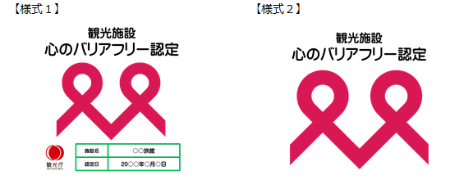 【様式1】
観光施設
心のバリアフリー認定
観光庁
施設名 ○○旅館
認定日 20○○年○月○日
【様式2】
観光施設
心のバリアフリー認定